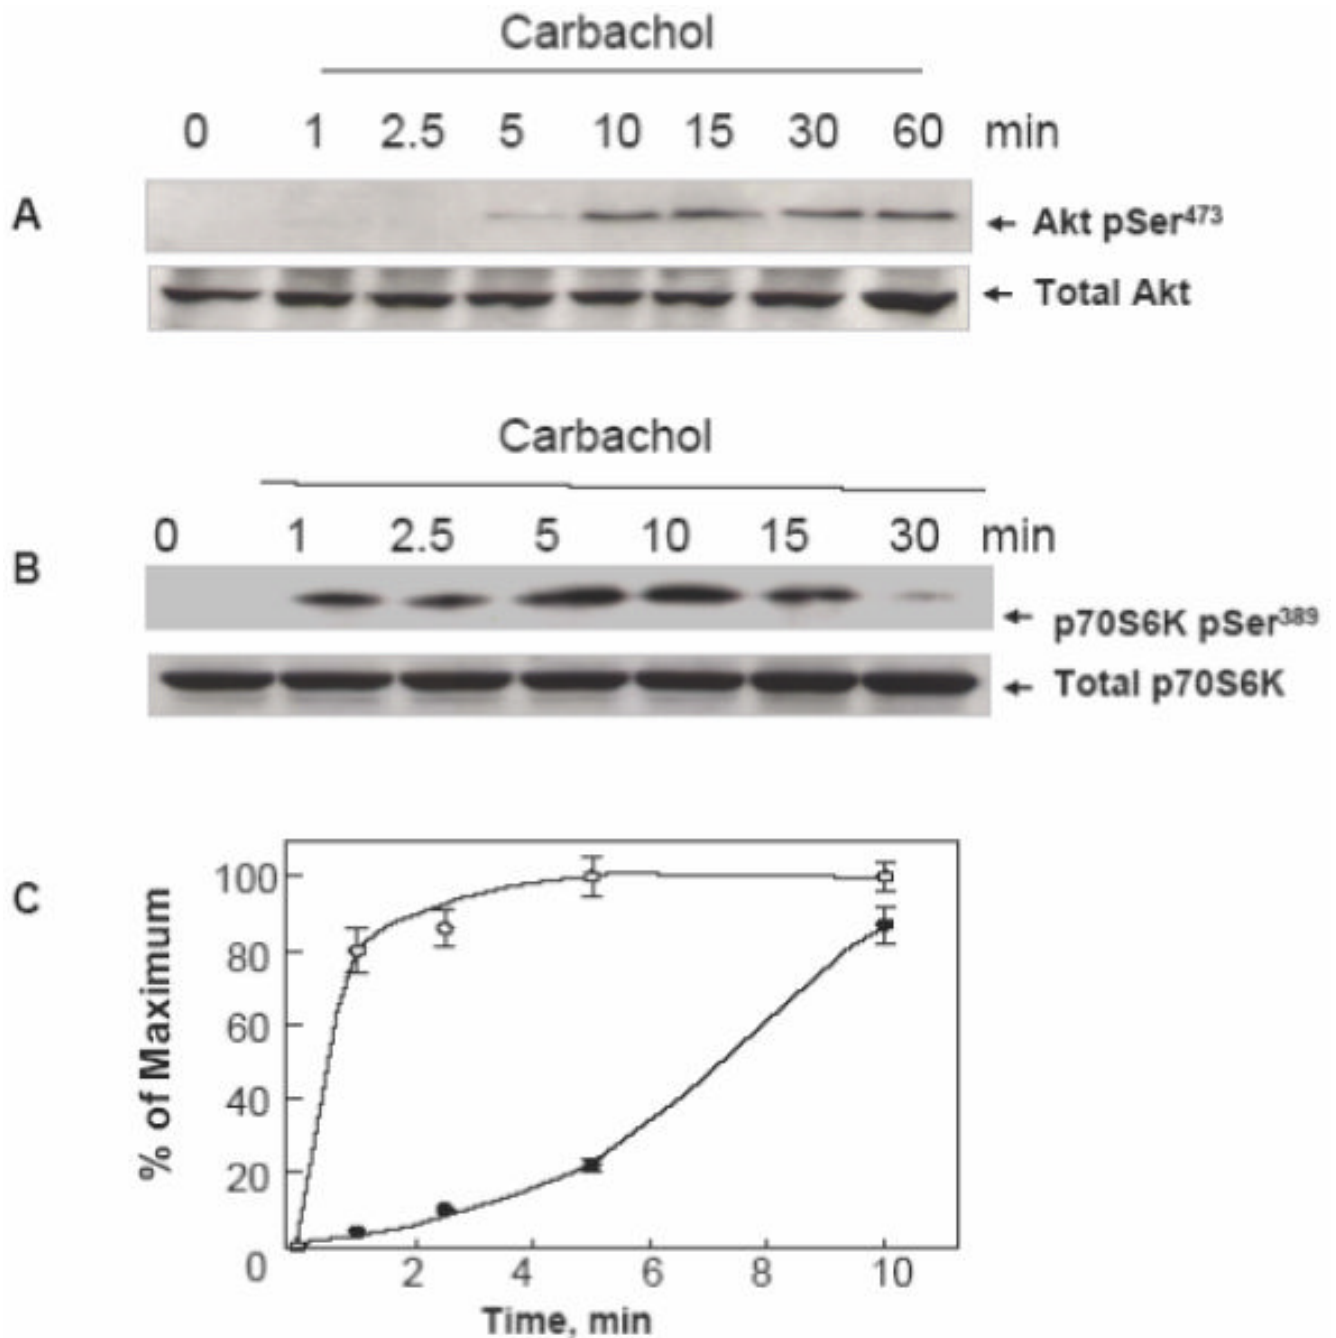 Carbachol
0 1 2.5 5 10 15 30 60 min
A
Akt pSer⁴⁷³
Total Akt
Carbachol
0 1 2.5 5 10 15 30 min
B
p70S6K pSer³⁸⁹
Total p70S6K
C
% of Maximum
100
80
60
40
20
0
2 4 6 8 10
Time, min